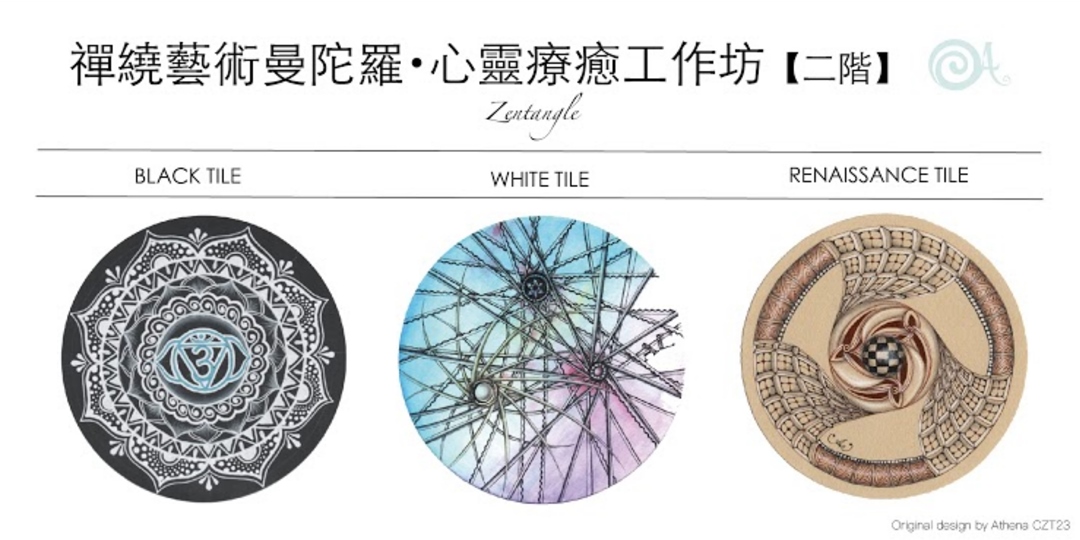 禪繞藝術曼陀羅•心靈療癒工作坊【二階】
Zentangle
BLACK TILE
WHITE TILE
RENAISSANCE TILE
Original design by Athena CZT23